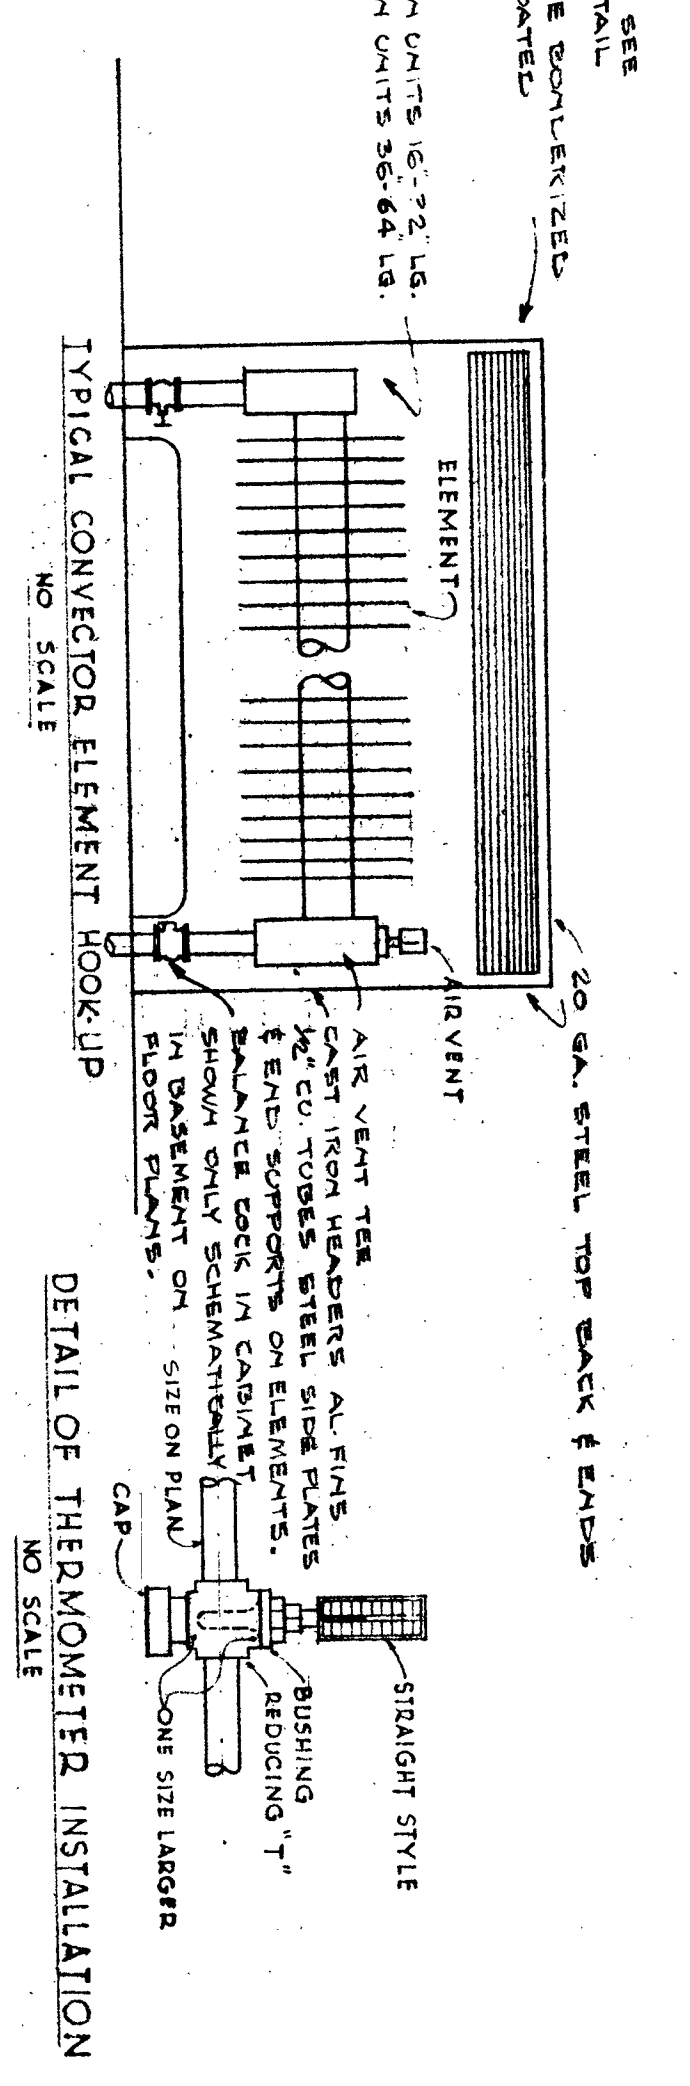 SEE
TAIL
E BONDERIZED
OATED
N UNITS 16"-32" LG.
N UNITS 36"-64" LG.
ELEMENT
AIR VENT
20 GA. STEEL TOP BACK & ENDS
AIR VENT TEE
CAST IRON HEADERS AL. FINS
1/2" CU. TUBES STEEL SIDE PLATES
& END SUPPORTS ON ELEMENTS.
BALANCE COCK IN CABINET
SHOWN ONLY SCHEMATICALLY
IN BASEMENT ON
FLOOR PLANS.
TYPICAL CONVECTOR ELEMENT HOOK-UP
NO SCALE
STRAIGHT STYLE
BUSHING
REDUCING "T"
SIZE ON PLAN
ONE SIZE LARGER
CAP
DETAIL OF THERMOMETER INSTALLATION
NO SCALE